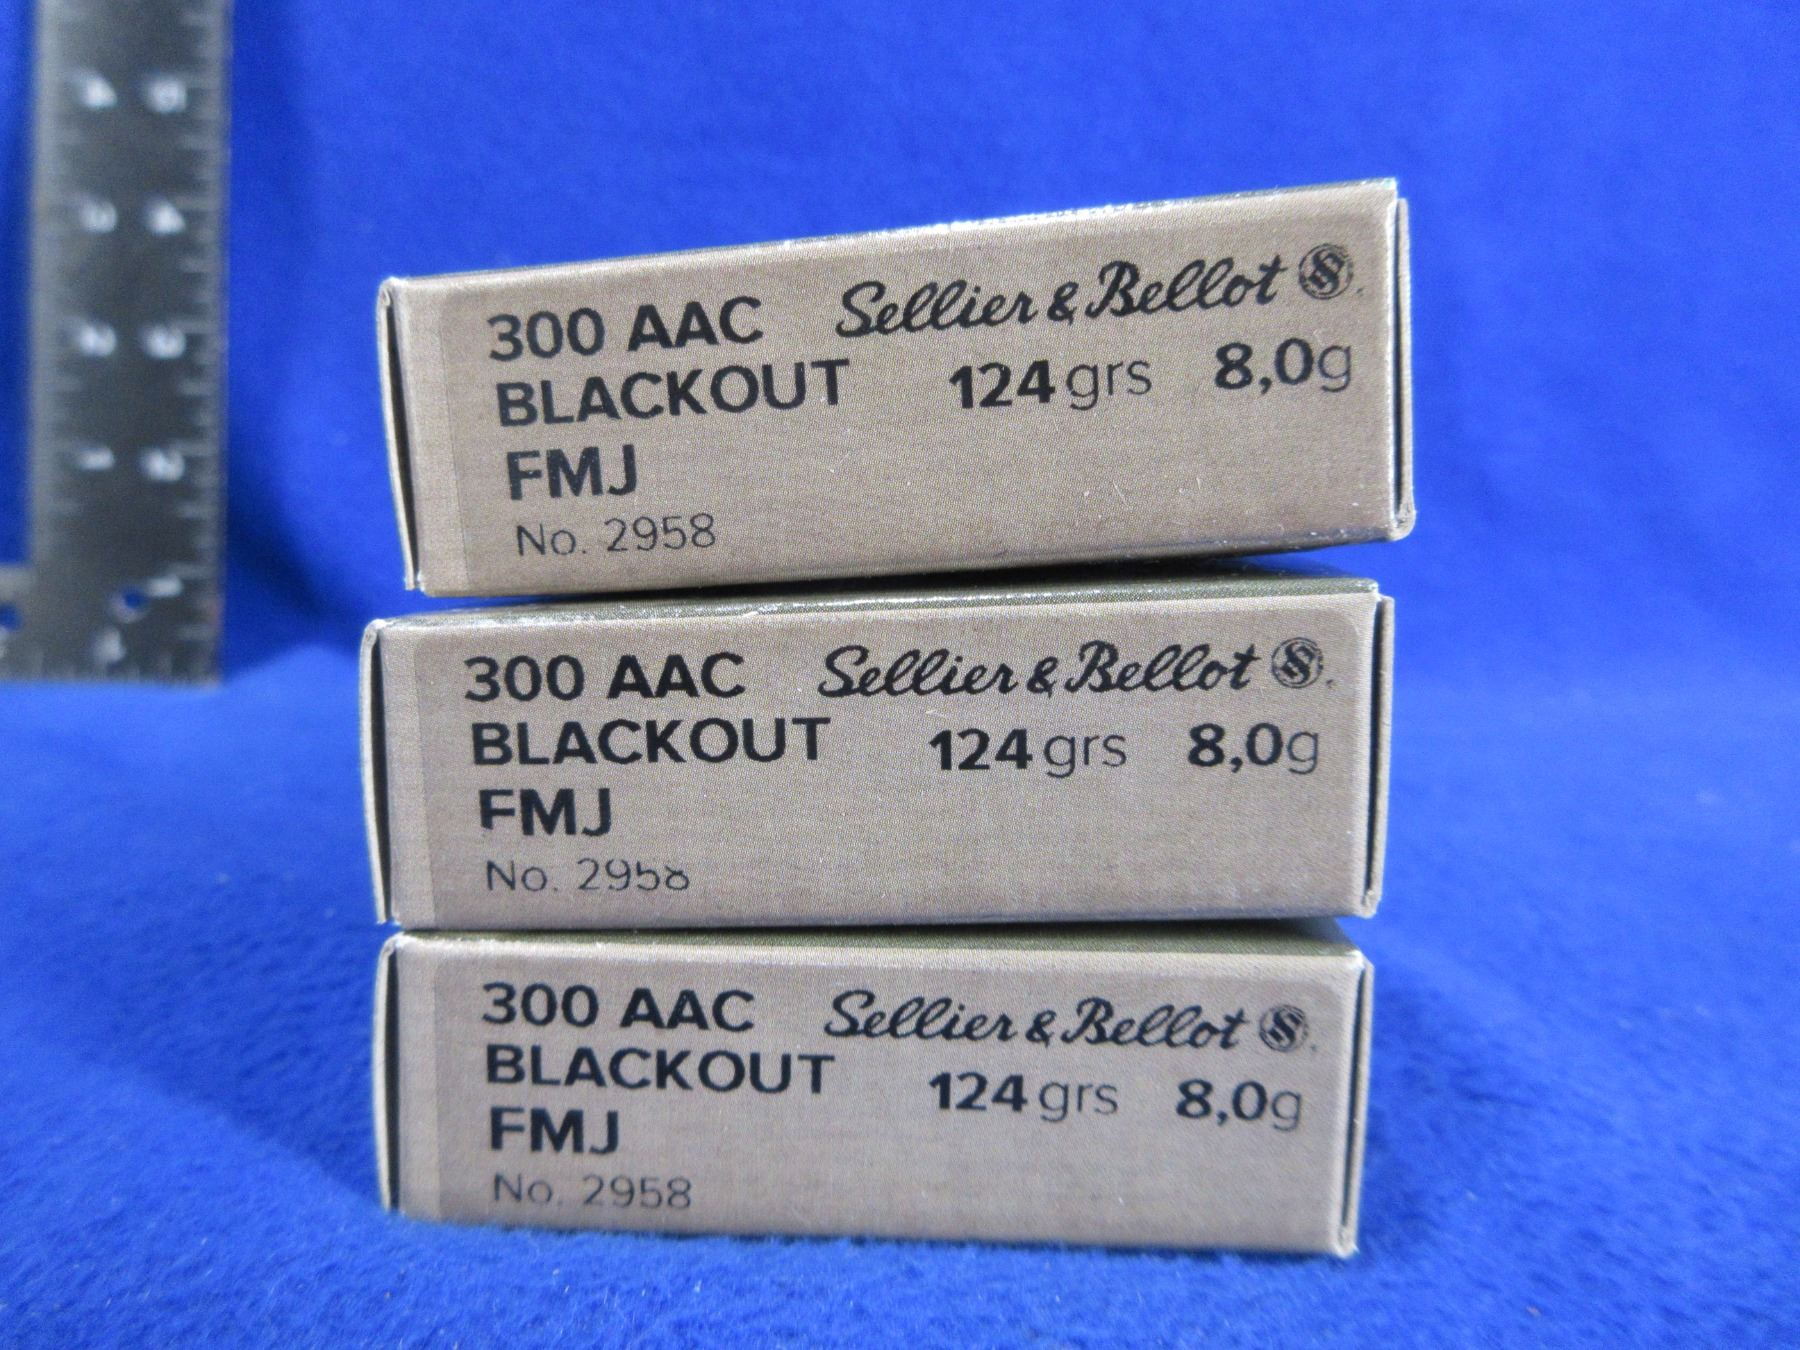 300 AAC Sellier & Bellot
BLACKOUT 124 grs 8,0g
FMJ
No. 2958
300 AAC Sellier & Bellot
BLACKOUT 124 grs 8,0g
FMJ
No. 2958
300 AAC Sellier & Bellot
BLACKOUT 124 grs 8,0g
FMJ
No. 2958